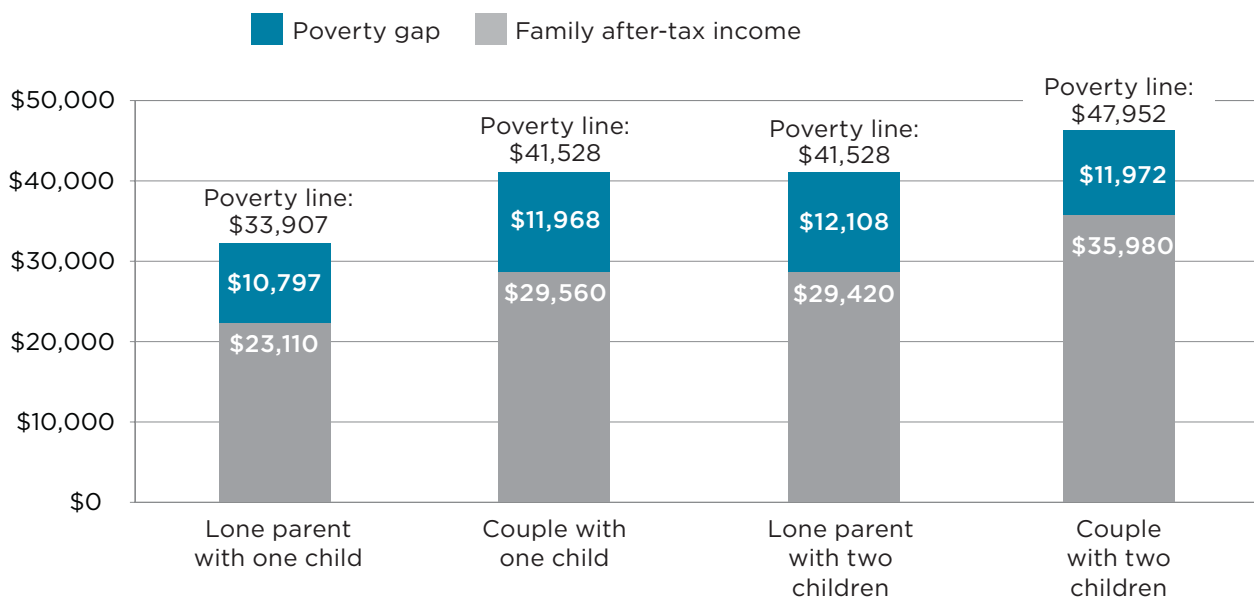 Poverty gap Family after-tax income
$50,000
$40,000
$30,000
$20,000
$10,000
$0
Poverty line:
$33,907
$10,797
$23,110
Poverty line:
$41,528
$11,968
$29,560
Poverty line:
$41,528
$12,108
$29,420
Poverty line:
$47,952
$11,972
$35,980
Lone parent
with one child
Couple with
one child
Lone parent
with two
children
Couple
with two
children